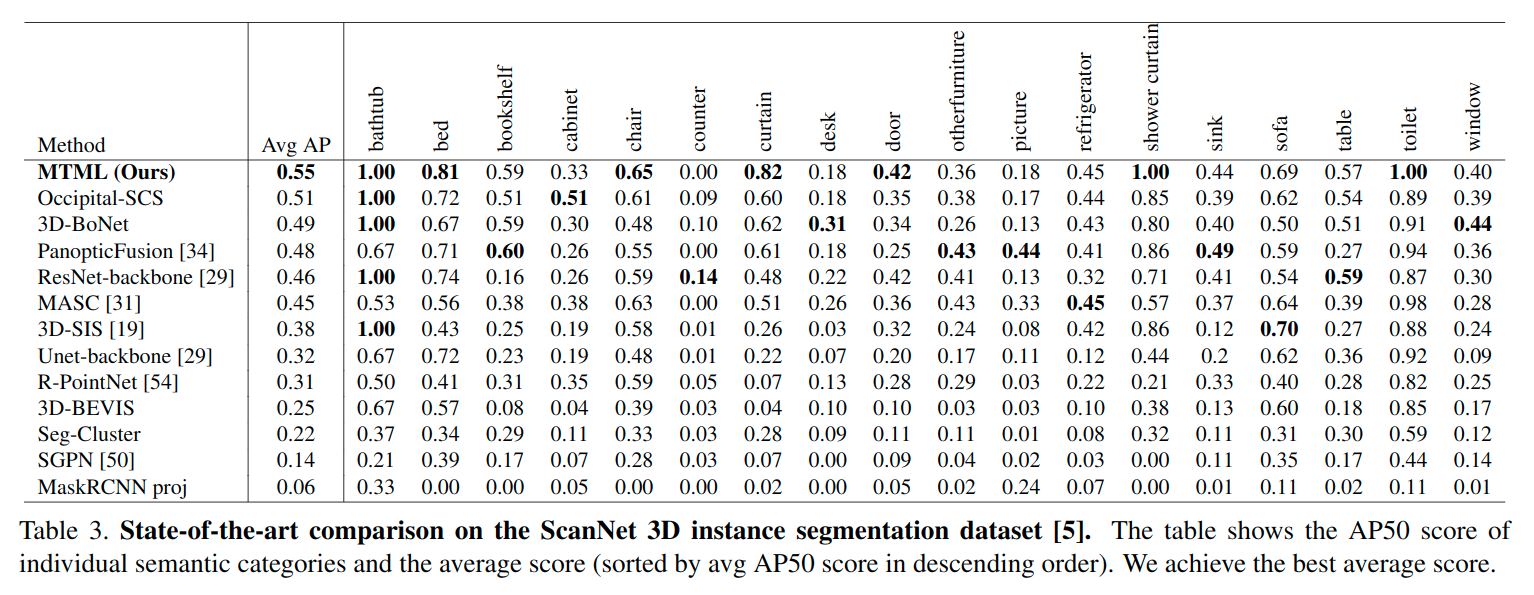 Method Avg AP bathtub bed bookshelf cabinet chair counter curtain desk door otherfurniture picture refrigerator shower curtain sink sofa table toilet window
MTML (Ours) 0.55 1.00 0.81 0.59 0.33 0.65 0.00 0.82 0.18 0.42 0.36 0.18 0.45 1.00 0.44 0.69 0.57 1.00 0.40
Occipital-SCS 0.51 1.00 0.72 0.51 0.51 0.61 0.09 0.60 0.18 0.35 0.38 0.17 0.44 0.85 0.39 0.62 0.54 0.89 0.39
3D-BoNet 0.49 1.00 0.67 0.59 0.30 0.48 0.10 0.62 0.31 0.34 0.26 0.13 0.43 0.80 0.40 0.50 0.51 0.91 0.44
PanopticFusion [34] 0.48 0.67 0.71 0.60 0.26 0.55 0.00 0.61 0.18 0.25 0.43 0.44 0.41 0.86 0.49 0.59 0.27 0.94 0.36
ResNet-backbone [29] 0.46 1.00 0.74 0.16 0.26 0.59 0.14 0.48 0.22 0.42 0.41 0.13 0.32 0.71 0.41 0.54 0.59 0.87 0.30
MASC [31] 0.45 0.53 0.56 0.38 0.38 0.63 0.00 0.51 0.26 0.36 0.43 0.33 0.45 0.57 0.37 0.64 0.39 0.98 0.28
3D-SIS [19] 0.38 1.00 0.43 0.25 0.19 0.58 0.01 0.26 0.03 0.32 0.24 0.08 0.42 0.86 0.12 0.70 0.27 0.88 0.24
Unet-backbone [29] 0.32 0.67 0.72 0.23 0.19 0.48 0.01 0.22 0.07 0.20 0.17 0.11 0.12 0.44 0.2 0.62 0.36 0.92 0.09
R-PointNet [54] 0.31 0.50 0.41 0.31 0.35 0.59 0.05 0.07 0.13 0.28 0.29 0.03 0.22 0.21 0.33 0.40 0.28 0.82 0.25
3D-BEVIS 0.25 0.67 0.57 0.08 0.04 0.39 0.03 0.04 0.10 0.10 0.03 0.03 0.10 0.38 0.13 0.60 0.18 0.85 0.17
Seg-Cluster 0.22 0.37 0.34 0.29 0.11 0.33 0.03 0.28 0.09 0.11 0.11 0.01 0.08 0.32 0.11 0.31 0.30 0.59 0.12
SGPN [50] 0.14 0.21 0.39 0.17 0.07 0.28 0.03 0.07 0.00 0.09 0.04 0.02 0.03 0.00 0.11 0.35 0.17 0.44 0.14
MaskRCNN proj 0.06 0.33 0.00 0.00 0.05 0.00 0.00 0.02 0.00 0.05 0.02 0.24 0.07 0.00 0.01 0.11 0.02 0.11 0.01
Table 3. State-of-the-art comparison on the ScanNet 3D instance segmentation dataset [5]. The table shows the AP50 score of
individual semantic categories and the average score (sorted by avg AP50 score in descending order). We achieve the best average score.